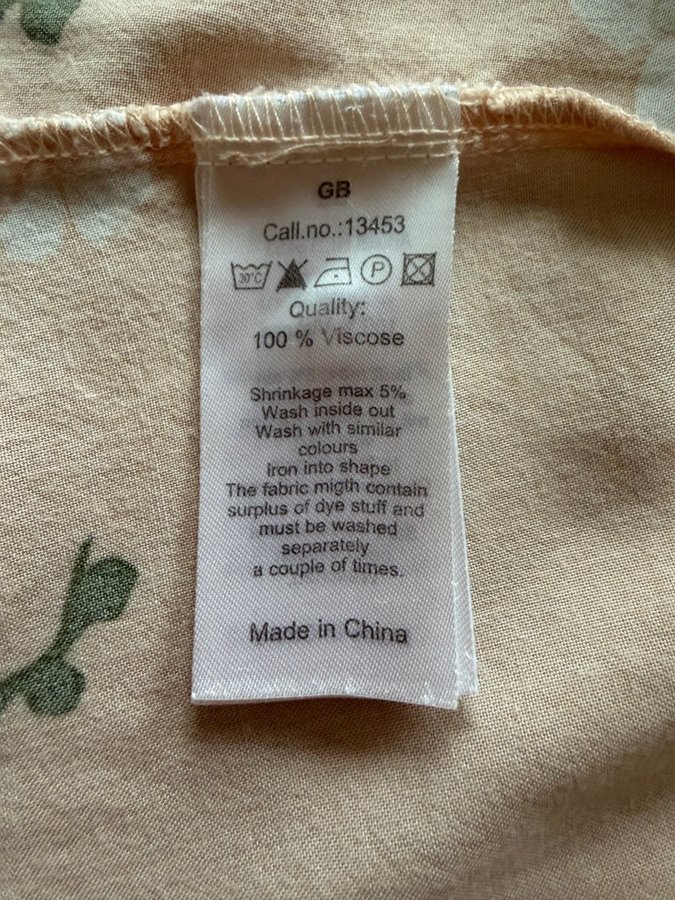 GB
Call.no.:13453
30°C P
Quality:
100 % Viscose
Shrinkage max 5%
Wash inside out
Wash with similar
colours
Iron into shape
The fabric migth contain
surplus of dye stuff and
must be washed
separately
a couple of times.
Made in China